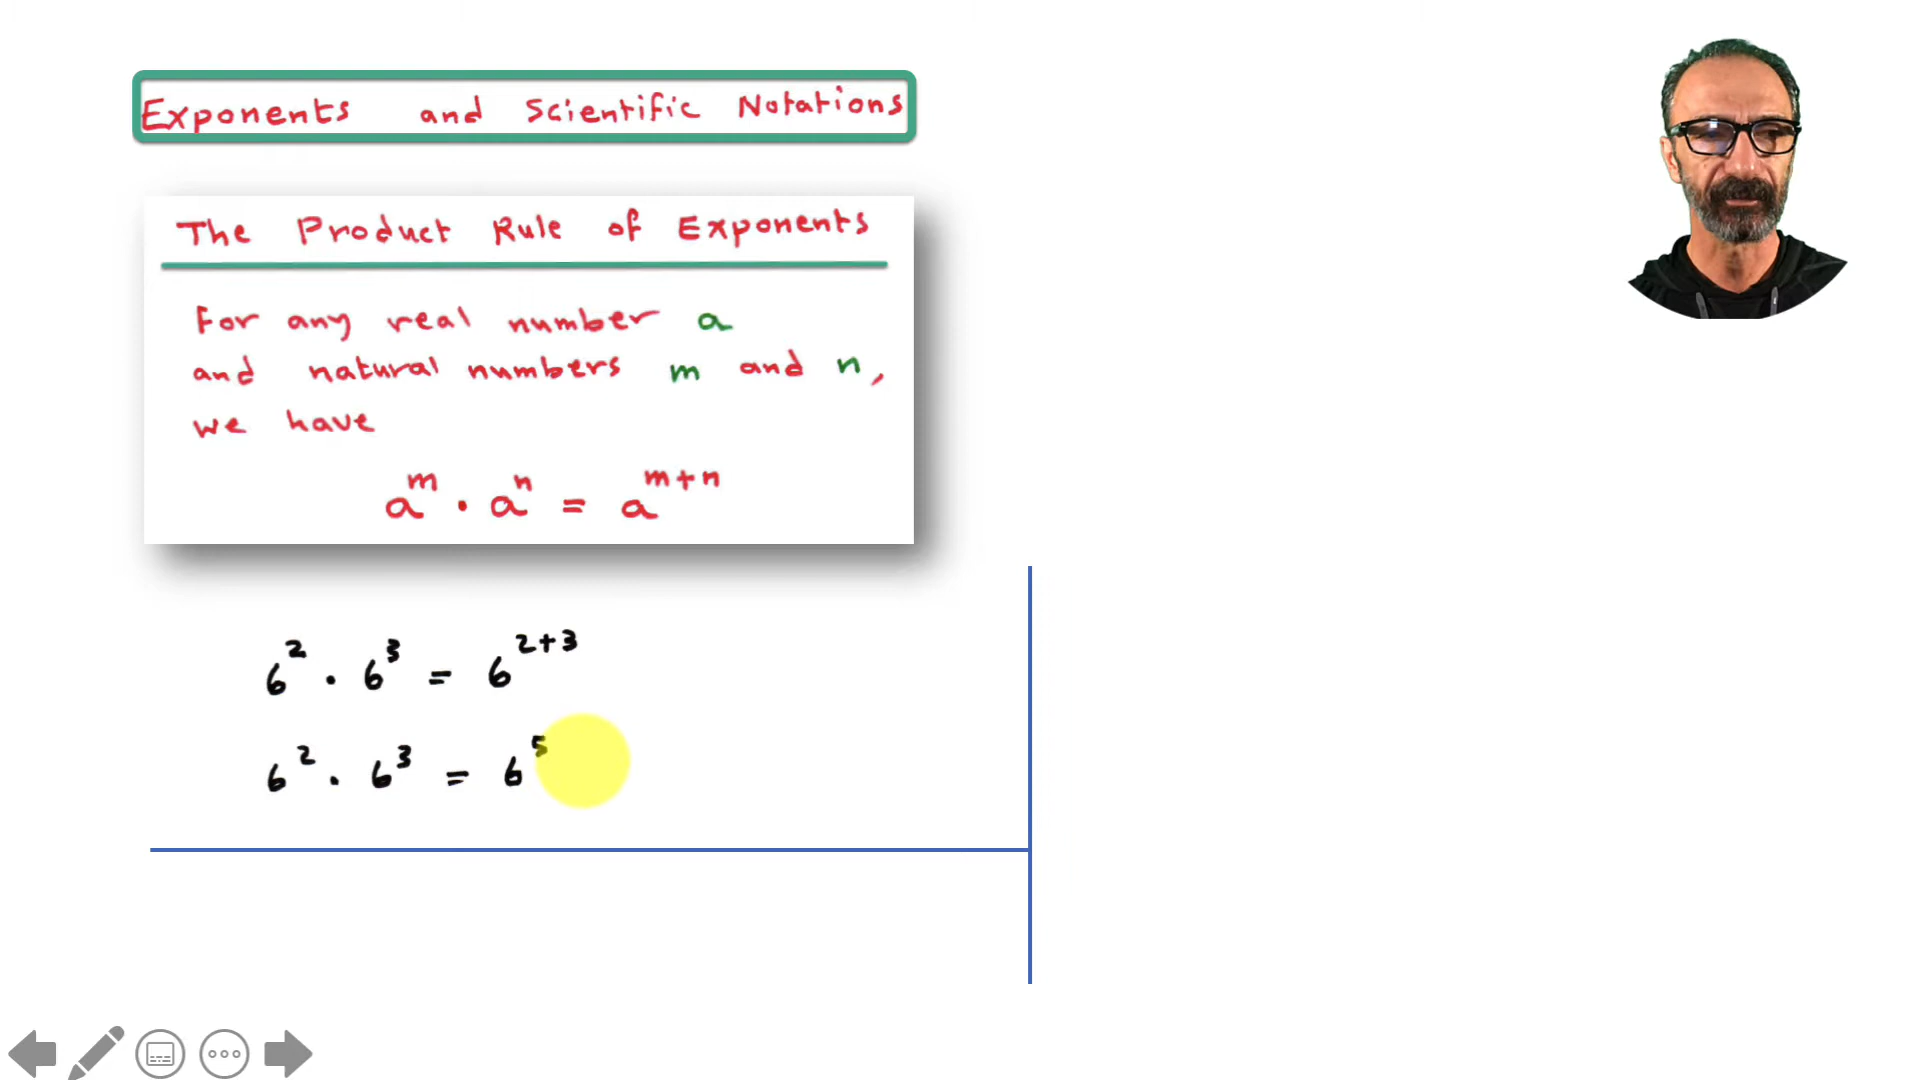 Exponents and Scientific Notations
The Product Rule of Exponents
For any real number a
and natural numbers m and n,
we have
a^m · a^n = a^{m+n}
6^2 · 6^3 = 6^{2+3}
6^2 · 6^3 = 6^5